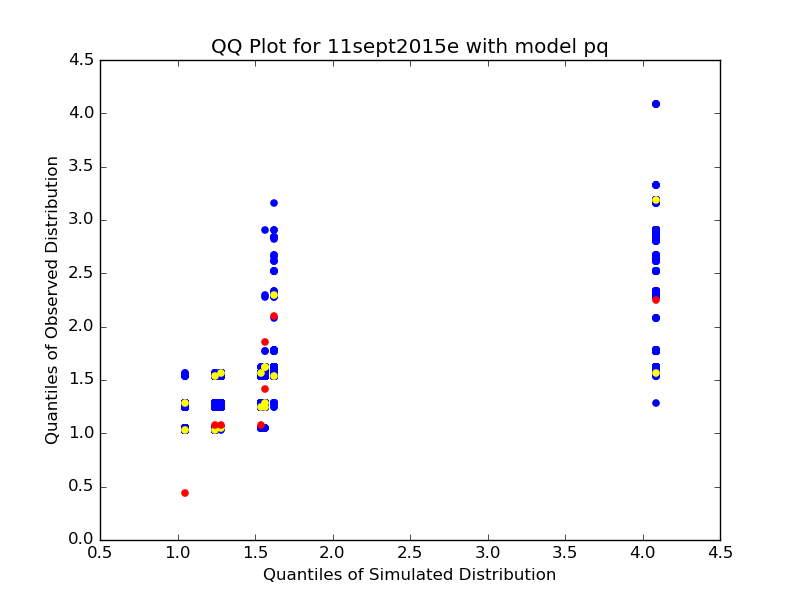 QQ Plot for 11sept2015e with model pq
4.5
4.0
3.5
3.0
2.5
2.0
1.5
1.0
0.5
0.0
Quantiles of Observed Distribution
0.5 1.0 1.5 2.0 2.5 3.0 3.5 4.0 4.5
Quantiles of Simulated Distribution